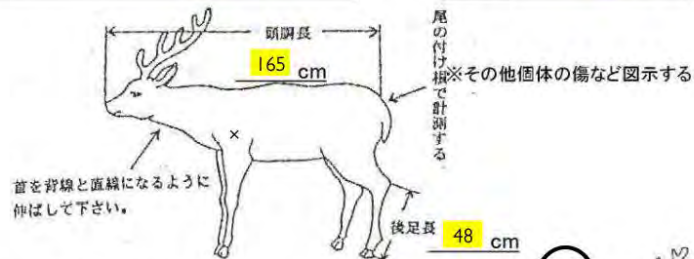 頭胴長
165 cm
尾の付け根で計測する
※その他個体の傷など図示する
×
首を背線と直線になるように
伸ばして下さい。
後足長 48 cm